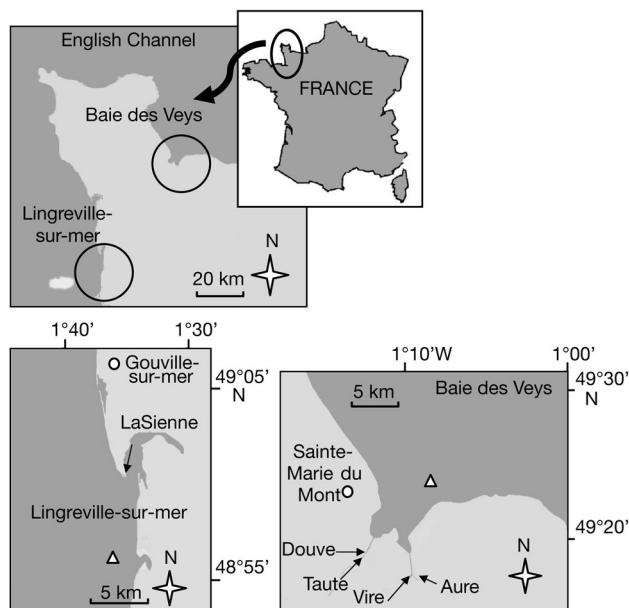 English Channel
FRANCE
Baie des Veys
Lingreville-
sur-mer
N
20 km
1°40’
1°30’
Gouville-
sur-mer
49°05’
N
LaSienne
Lingreville-sur-mer
N
48°55’
5 km
1°10’W
1°00’
49°30’
N
5 km
Baie des Veys
Sainte-
Marie du
Mont
49°20’
Douve
Taute
Vire
Aure
N